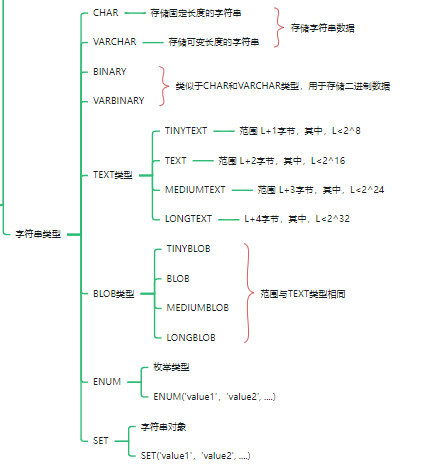 CHAR
存储固定长度的字符串
VARCHAR
存储可变长度的字符串
存储字符串数据
BINARY
VARBINARY
类似于CHAR和VARCHAR类型，用于存储二进制数据
字符串类型
TEXT类型
TINYTEXT
范围 L+1字节，其中，L<2^8
TEXT
范围 L+2字节，其中，L<2^16
MEDIUMTEXT
范围 L+3字节，其中，L<2^24
LONGTEXT
L+4字节，其中，L<2^32
BLOB类型
TINYBLOB
BLOB
MEDIUMBLOB
LONGBLOB
范围与TEXT类型相同
ENUM
枚举类型
ENUM('value1'，'value2', ....)
SET
字符串对象
SET('value1'，'value2', ....)